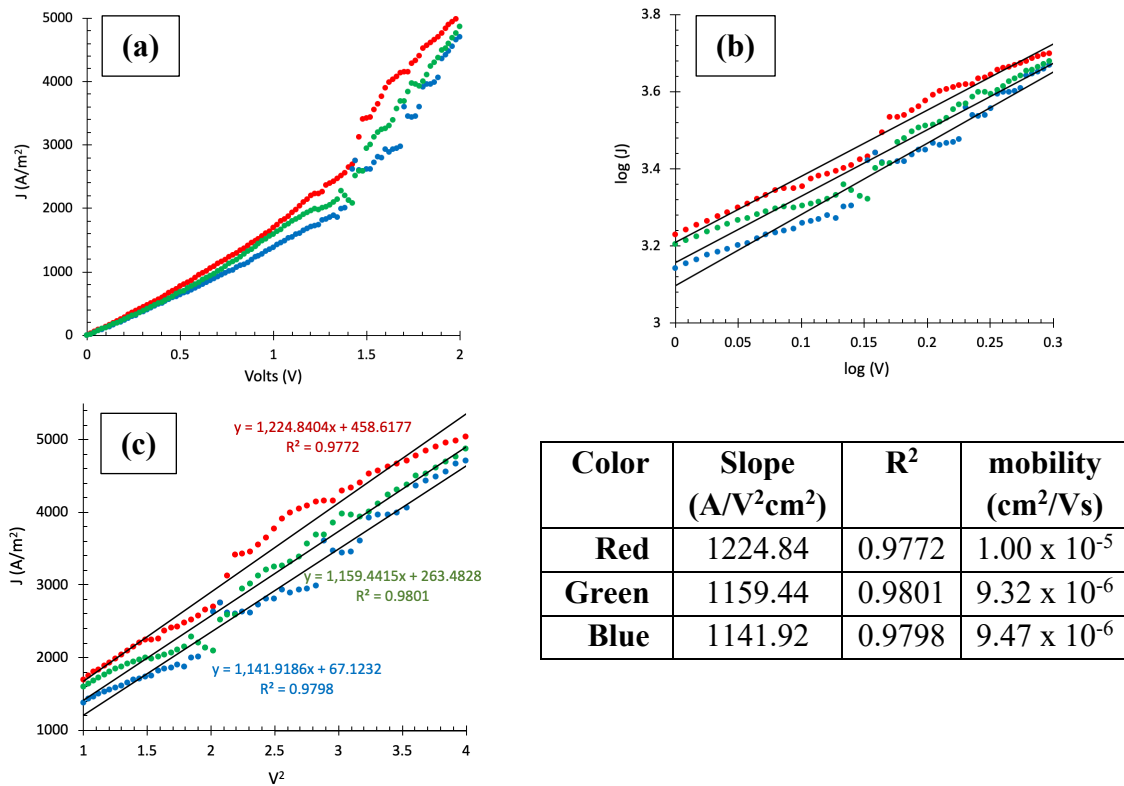 (a)
J (A/m²)
5000
4000
3000
2000
1000
0
0 0.5 1 1.5 2
Volts (V)
(b)
log (J)
3.8
3.6
3.4
3.2
3
0 0.05 0.1 0.15 0.2 0.25 0.3
log (V)
(c)
J (A/m²)
5000
4000
3000
2000
1000
1 1.5 2 2.5 3 3.5 4
V²
y = 1,224.8404x + 458.6177
R² = 0.9772
y = 1,159.4415x + 263.4828
R² = 0.9801
y = 1,141.9186x + 67.1232
R² = 0.9798
Color Slope (A/V²cm²) R² mobility (cm²/Vs)
Red 1224.84 0.9772 1.00 x 10⁻⁵
Green 1159.44 0.9801 9.32 x 10⁻⁶
Blue 1141.92 0.9798 9.47 x 10⁻⁶